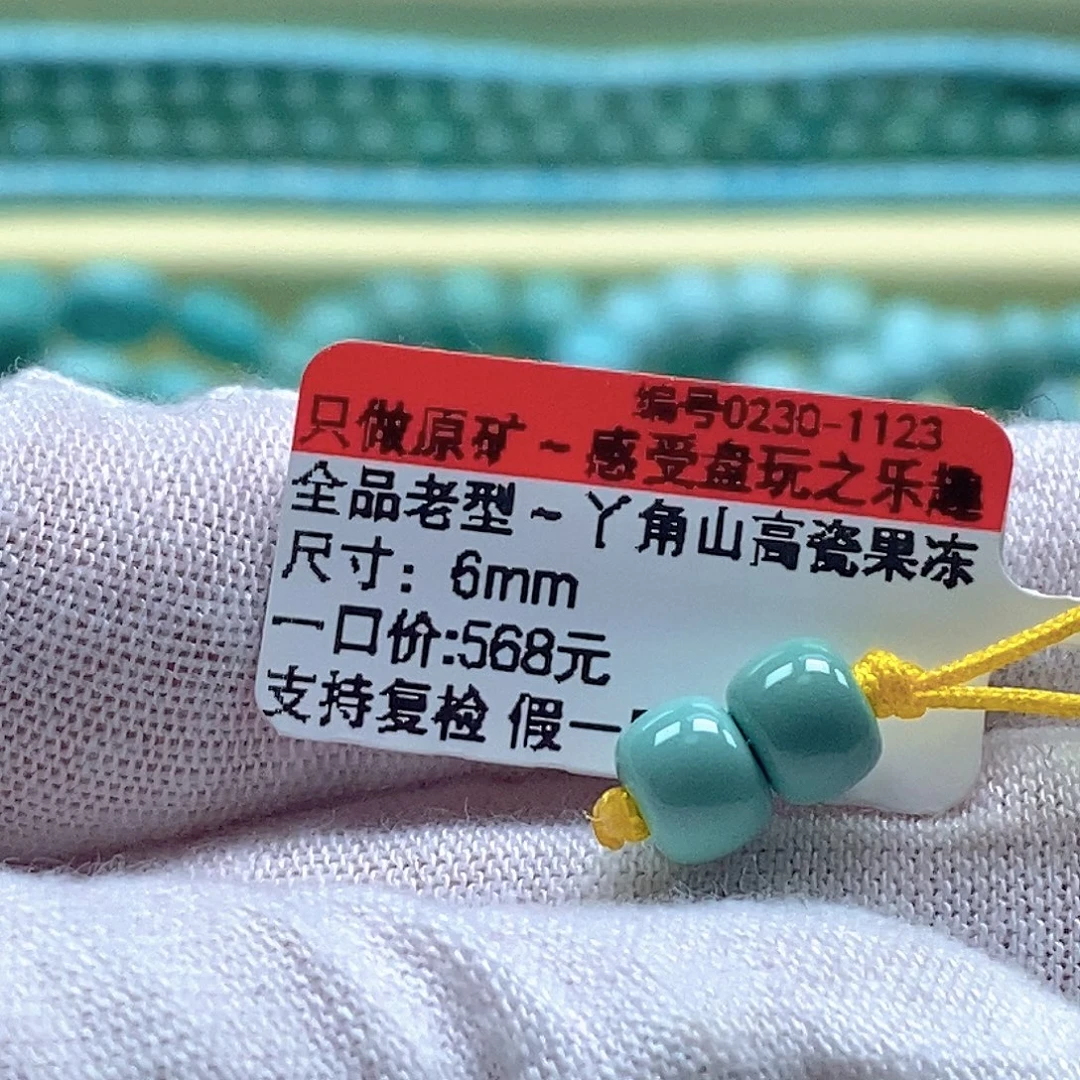 编号0230-1123
只做原矿~感受盘玩之乐趣
全品老型~丫角山高瓷果冻
尺寸：6mm
一口价:568元
支持复检 假一